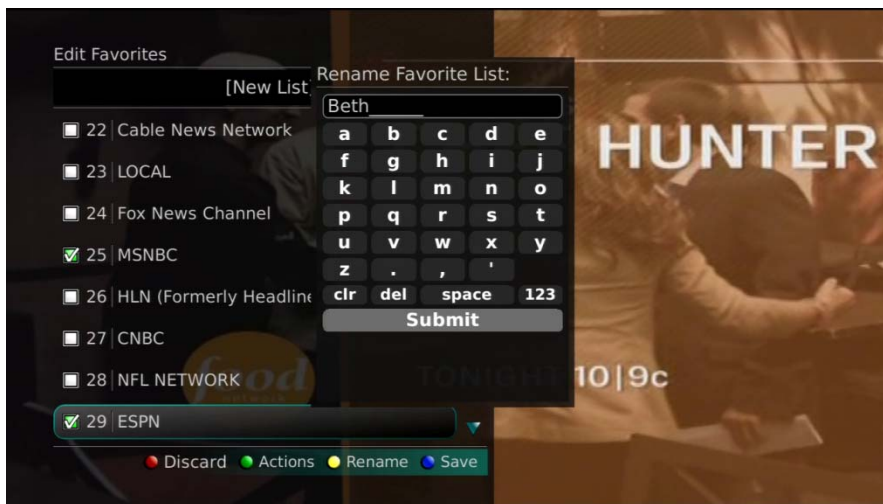 Edit Favorites
[New List
22 Cable News Network
23 LOCAL
24 Fox News Channel
25 MSNBC
26 HLN (Formerly Headline
27 CNBC
28 NFL NETWORK
29 ESPN
Discard Actions Rename Save
Rename Favorite List:
Beth
a b c d e
f g h i j
k l m n o
p q r s t
u v w x y
z . , '
clr del space 123
Submit
HUNTER
TONIGHT 10|9c
food
network